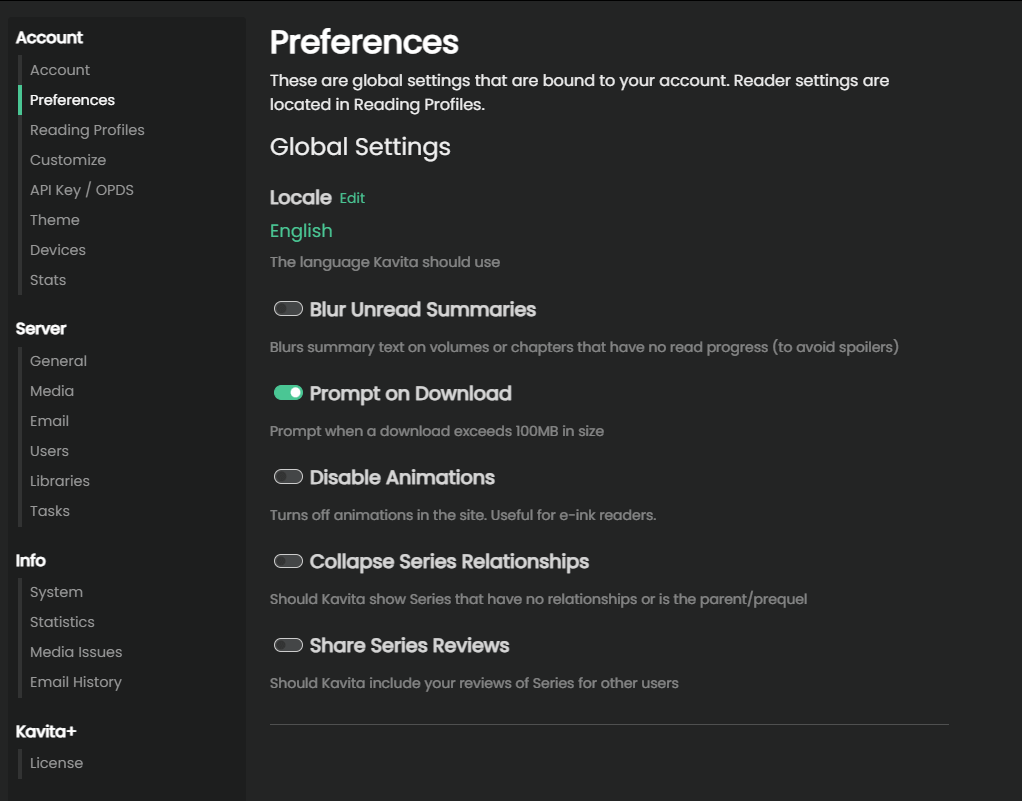 Account
Account
Preferences
Reading Profiles
Customize
API Key / OPDS
Theme
Devices
Stats
Server
General
Media
Email
Users
Libraries
Tasks
Info
System
Statistics
Media Issues
Email History
Kavita+
License
Preferences
These are global settings that are bound to your account. Reader settings are
located in Reading Profiles.
Global Settings
Locale Edit
English
The language Kavita should use
Blur Unread Summaries
Blurs summary text on volumes or chapters that have no read progress (to avoid spoilers)
Prompt on Download
Prompt when a download exceeds 100MB in size
Disable Animations
Turns off animations in the site. Useful for e-ink readers.
Collapse Series Relationships
Should Kavita show Series that have no relationships or is the parent/prequel
Share Series Reviews
Should Kavita include your reviews of Series for other users